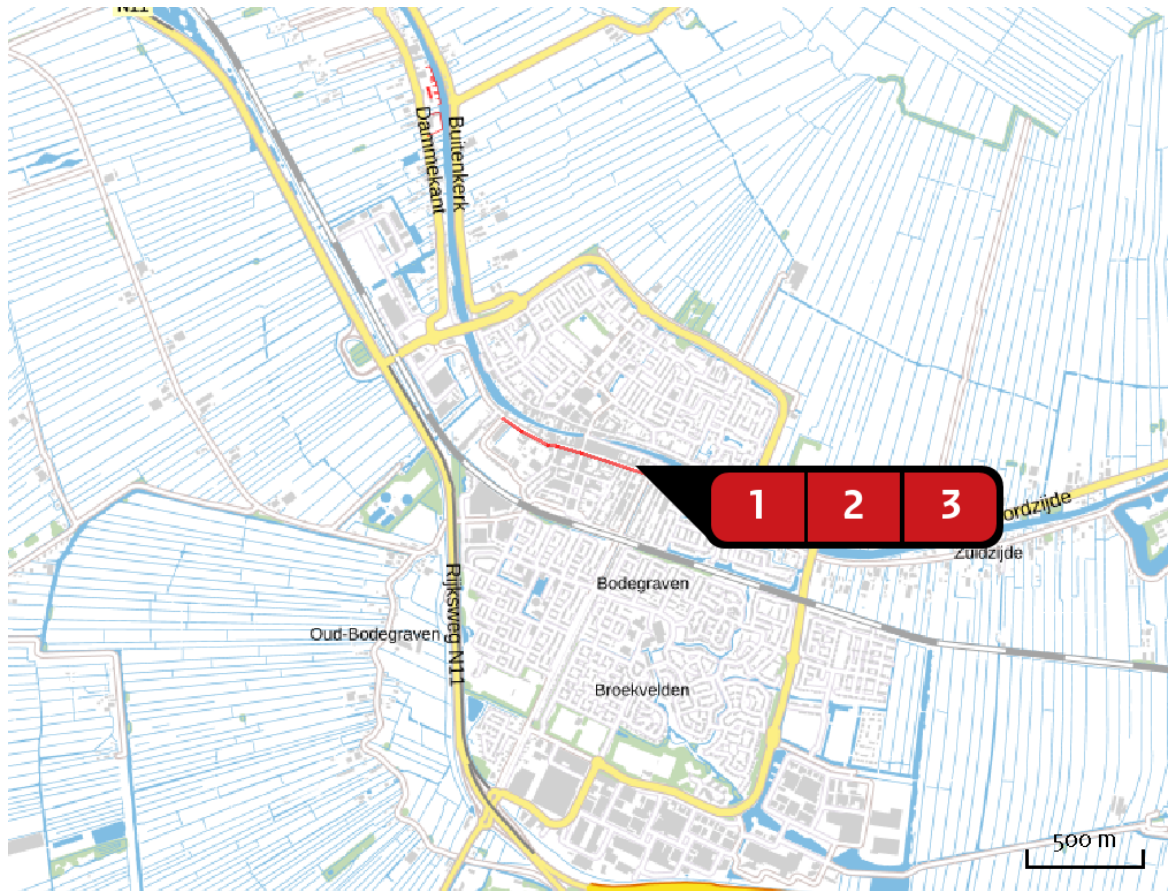 N11
Dammekant
Buitenkerk
1 2 3
ordzijde
Zuidzijde
Bodegraven
Rijksweg N11
Oud-Bodegraven
Broekvelden
500 m